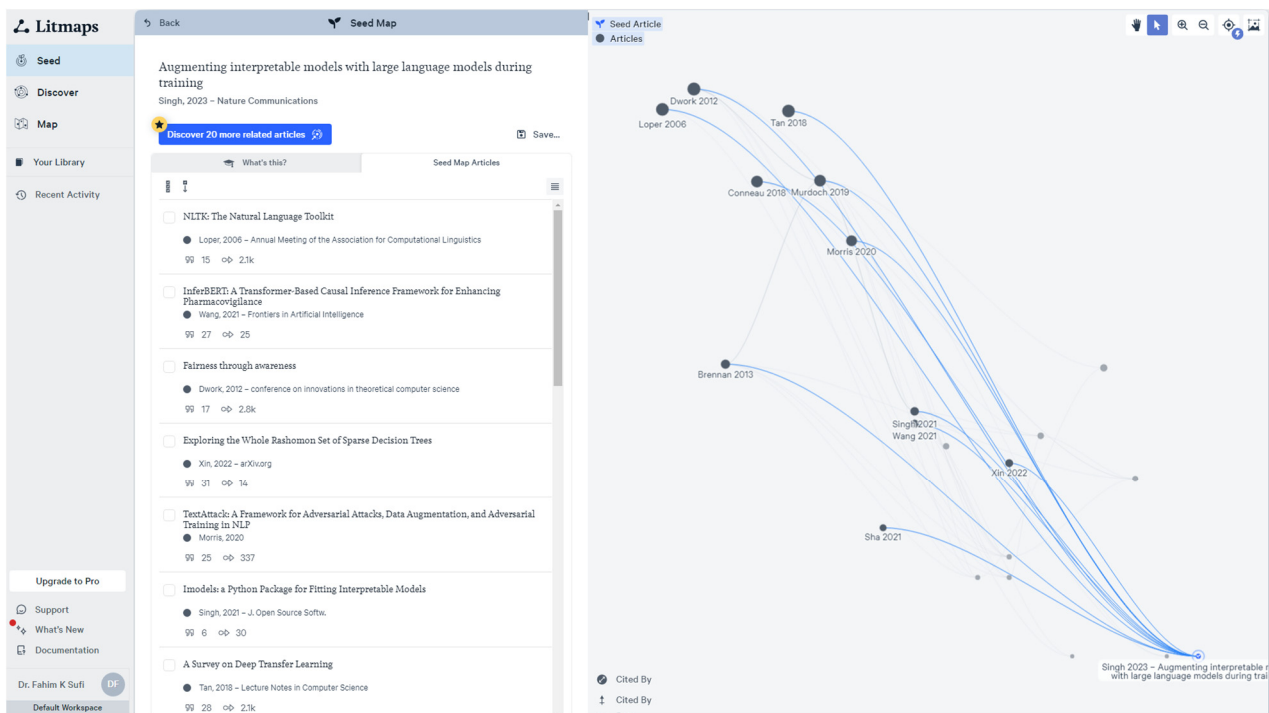 Litmaps
Seed
Discover
Map
Your Library
Recent Activity
Upgrade to Pro
Support
What's New
Documentation
Dr. Fahim K Sufi
DF
Default Workspace
Back
Seed Map
Augmenting interpretable models with large language models during
training
Singh, 2023 – Nature Communications
Discover 20 more related articles
Save...
What's this?
Seed Map Articles
NLTK: The Natural Language Toolkit
Loper, 2006 – Annual Meeting of the Association for Computational Linguistics
15 2.1k
InferBERT: A Transformer-Based Causal Inference Framework for Enhancing
Pharmacovigilance
Wang, 2021 – Frontiers in Artificial Intelligence
27 25
Fairness through awareness
Dwork, 2012 – conference on innovations in theoretical computer science
17 2.8k
Exploring the Whole Rashomon Set of Sparse Decision Trees
Xin, 2022 – arXiv.org
31 14
TextAttack: A Framework for Adversarial Attacks, Data Augmentation, and Adversarial
Training in NLP
Morris, 2020
25 337
Imodels: a Python Package for Fitting Interpretable Models
Singh, 2021 – J. Open Source Softw.
6 30
A Survey on Deep Transfer Learning
Tan, 2018 – Lecture Notes in Computer Science
28 2.1k
Seed Article
Articles
Dwork 2012
Loper 2006
Tan 2018
Conneau 2018
Murdoch 2019
Morris 2020
Brennan 2013
Singh 2021
Wang 2021
Xin 2022
Sha 2021
Singh 2023 – Augmenting interpretable
with large language models during trai
Cited By
Cited By